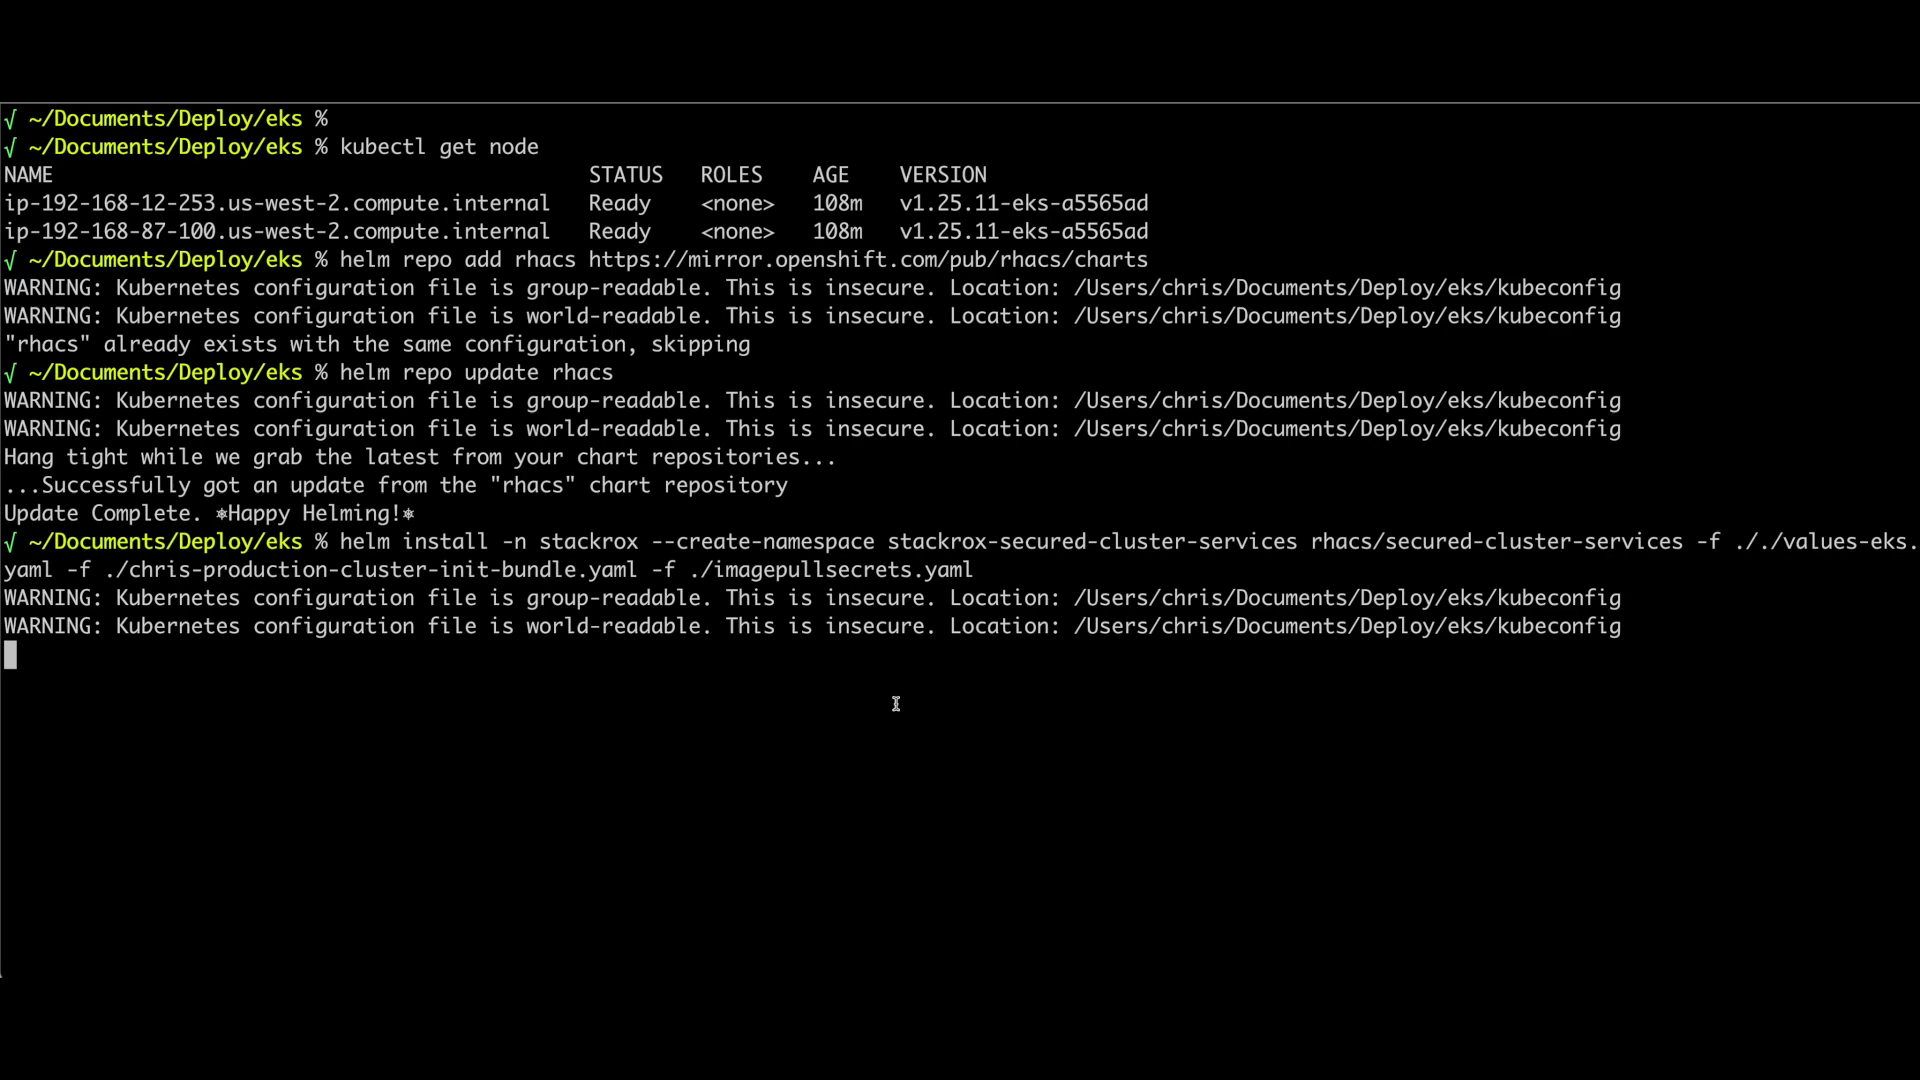 √ ~/Documents/Deploy/eks %
√ ~/Documents/Deploy/eks % kubectl get node
NAME STATUS ROLES AGE VERSION
ip-192-168-12-253.us-west-2.compute.internal Ready <none> 108m v1.25.11-eks-a5565ad
ip-192-168-87-100.us-west-2.compute.internal Ready <none> 108m v1.25.11-eks-a5565ad
√ ~/Documents/Deploy/eks % helm repo add rhacs https://mirror.openshift.com/pub/rhacs/charts
WARNING: Kubernetes configuration file is group-readable. This is insecure. Location: /Users/chris/Documents/Deploy/eks/kubeconfig
WARNING: Kubernetes configuration file is world-readable. This is insecure. Location: /Users/chris/Documents/Deploy/eks/kubeconfig
"rhacs" already exists with the same configuration, skipping
√ ~/Documents/Deploy/eks % helm repo update rhacs
WARNING: Kubernetes configuration file is group-readable. This is insecure. Location: /Users/chris/Documents/Deploy/eks/kubeconfig
WARNING: Kubernetes configuration file is world-readable. This is insecure. Location: /Users/chris/Documents/Deploy/eks/kubeconfig
Hang tight while we grab the latest from your chart repositories...
...Successfully got an update from the "rhacs" chart repository
Update Complete. ⎈Happy Helming!⎈
√ ~/Documents/Deploy/eks % helm install -n stackrox --create-namespace stackrox-secured-cluster-services rhacs/secured-cluster-services -f ././values-eks.
yaml -f ./chris-production-cluster-init-bundle.yaml -f ./imagepullsecrets.yaml
WARNING: Kubernetes configuration file is group-readable. This is insecure. Location: /Users/chris/Documents/Deploy/eks/kubeconfig
WARNING: Kubernetes configuration file is world-readable. This is insecure. Location: /Users/chris/Documents/Deploy/eks/kubeconfig